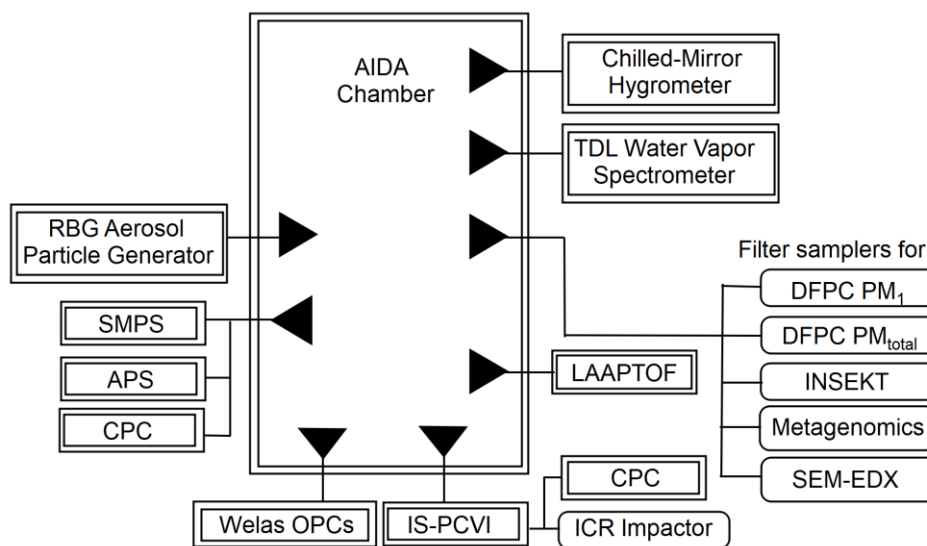 AIDA
Chamber
Chilled-Mirror
Hygrometer
TDL Water Vapor
Spectrometer
RBG Aerosol
Particle Generator
SMPS
APS
CPC
Filter samplers for
DFPC PM₁
DFPC PMₜₒₜₐₗ
INSEKT
Metagenomics
SEM-EDX
LAAPTOF
Welas OPCs
IS-PCVI
CPC
ICR Impactor